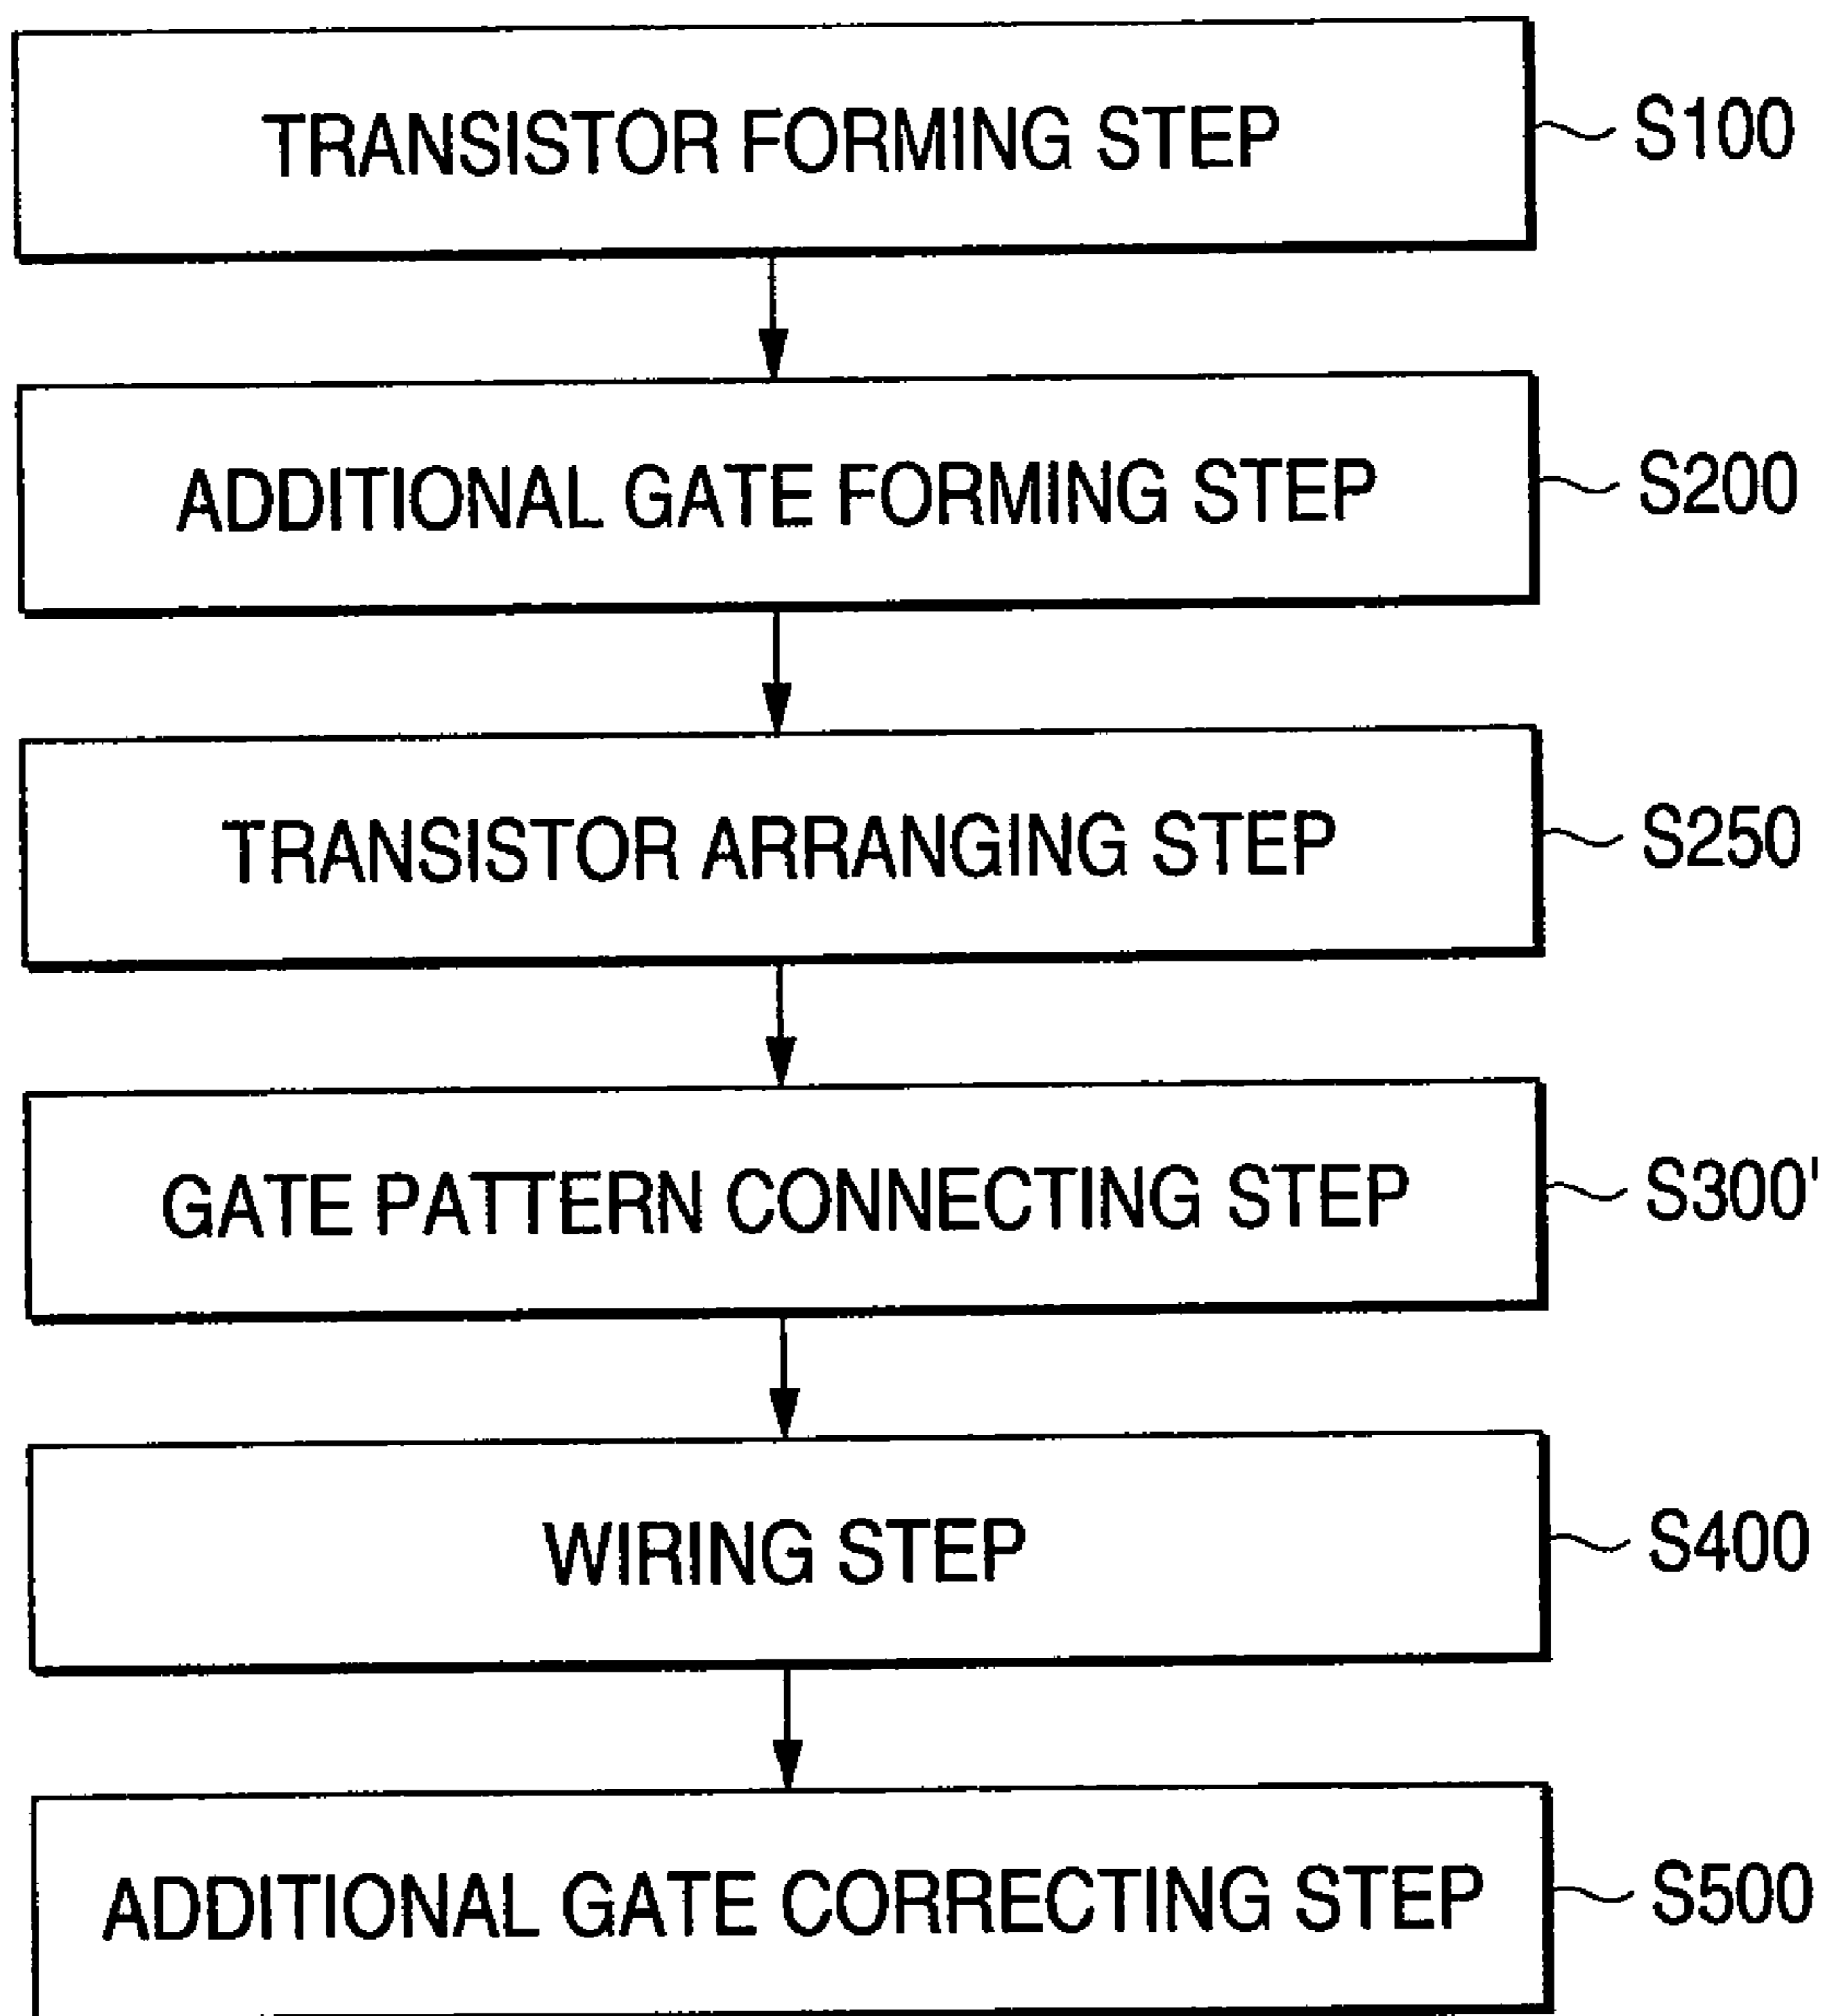 TRANSISTOR FORMING STEP S100
ADDITIONAL GATE FORMING STEP S200
TRANSISTOR ARRANGING STEP S250
GATE PATTERN CONNECTING STEP S300'
WIRING STEP S400
ADDITIONAL GATE CORRECTING STEP S500